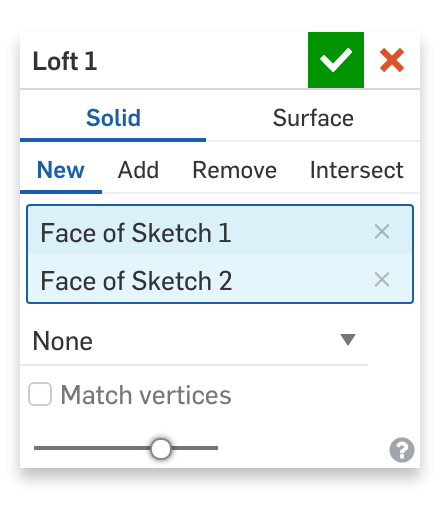 Loft 1
Solid Surface
New Add Remove Intersect
Face of Sketch 1
Face of Sketch 2
None
Match vertices
?